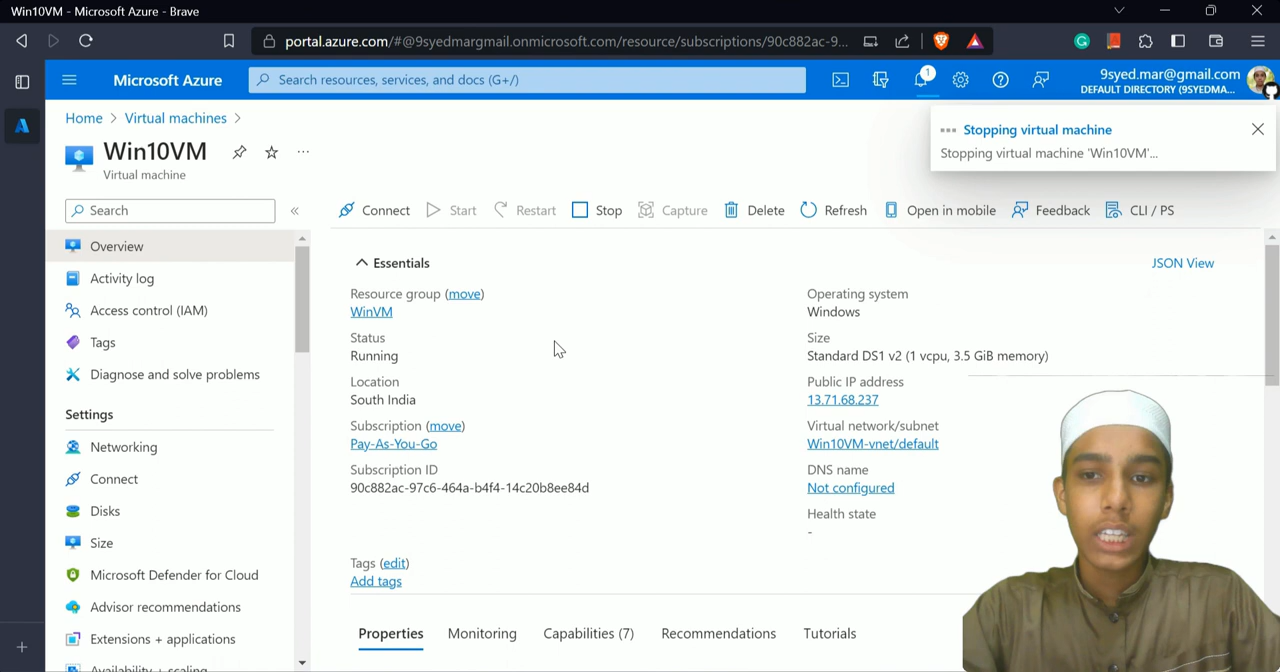 Win10VM - Microsoft Azure - Brave
portal.azure.com/#@9syedmargmail.onmicrosoft.com/resource/subscriptions/90c882ac-9...
Microsoft Azure
Search resources, services, and docs (G+/)
1
9syed.mar@gmail.com
DEFAULT DIRECTORY (9SYEDMA...
Home > Virtual machines >
Stopping virtual machine
Stopping virtual machine 'Win10VM'...
Win10VM
Virtual machine
Search
Connect Start Restart Stop Capture Delete Refresh Open in mobile Feedback CLI / PS
Overview
Activity log
Access control (IAM)
Tags
Diagnose and solve problems
Settings
Networking
Connect
Disks
Size
Microsoft Defender for Cloud
Advisor recommendations
Extensions + applications
Availability + scaling
Essentials
JSON View
Resource group (move)
WinVM
Status
Running
Location
South India
Subscription (move)
Pay-As-You-Go
Subscription ID
90c882ac-97c6-464a-b4f4-14c20b8ee84d
Operating system
Windows
Size
Standard DS1 v2 (1 vcpu, 3.5 GiB memory)
Public IP address
13.71.68.237
Virtual network/subnet
Win10VM-vnet/default
DNS name
Not configured
Health state
-
Tags (edit)
Add tags
Properties Monitoring Capabilities (7) Recommendations Tutorials